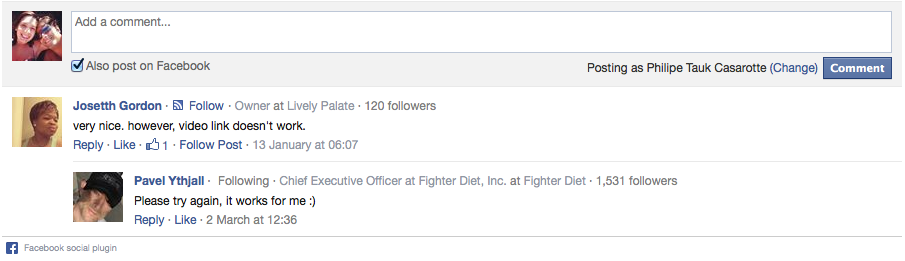 Add a comment...
Also post on Facebook
Posting as Philipe Tauk Casarotte (Change) Comment
Josetth Gordon · Follow · Owner at Lively Palate · 120 followers
very nice. however, video link doesn't work.
Reply · Like · 1 · Follow Post · 13 January at 06:07
Pavel Ythjall · Following · Chief Executive Officer at Fighter Diet, Inc. at Fighter Diet · 1,531 followers
Please try again, it works for me :)
Reply · Like · 2 March at 12:36
Facebook social plugin